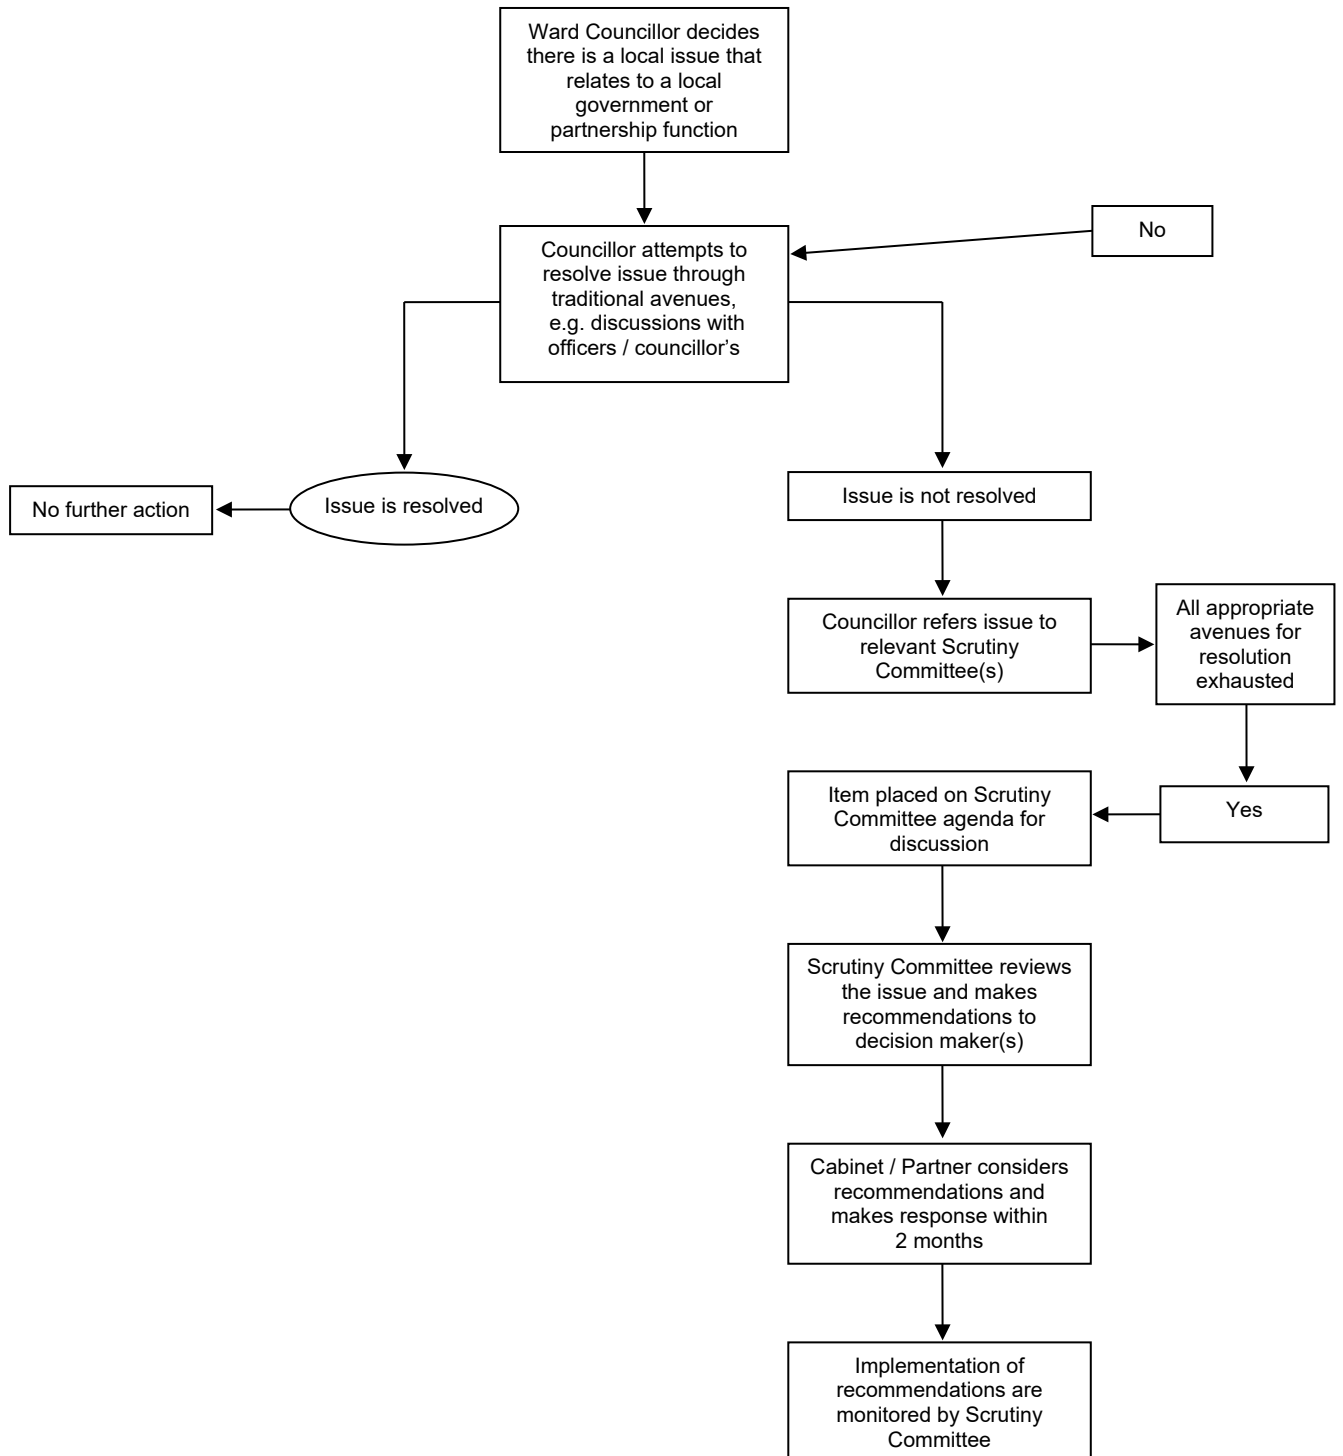 Ward Councillor decides
there is a local issue that
relates to a local
government or
partnership function
No
Councillor attempts to
resolve issue through
traditional avenues,
e.g. discussions with
officers / councillor’s
No further action
Issue is resolved
Issue is not resolved
Councillor refers issue to
relevant Scrutiny
Committee(s)
All appropriate
avenues for
resolution
exhausted
Item placed on Scrutiny
Committee agenda for
discussion
Yes
Scrutiny Committee reviews
the issue and makes
recommendations to
decision maker(s)
Cabinet / Partner considers
recommendations and
makes response within
2 months
Implementation of
recommendations are
monitored by Scrutiny
Committee